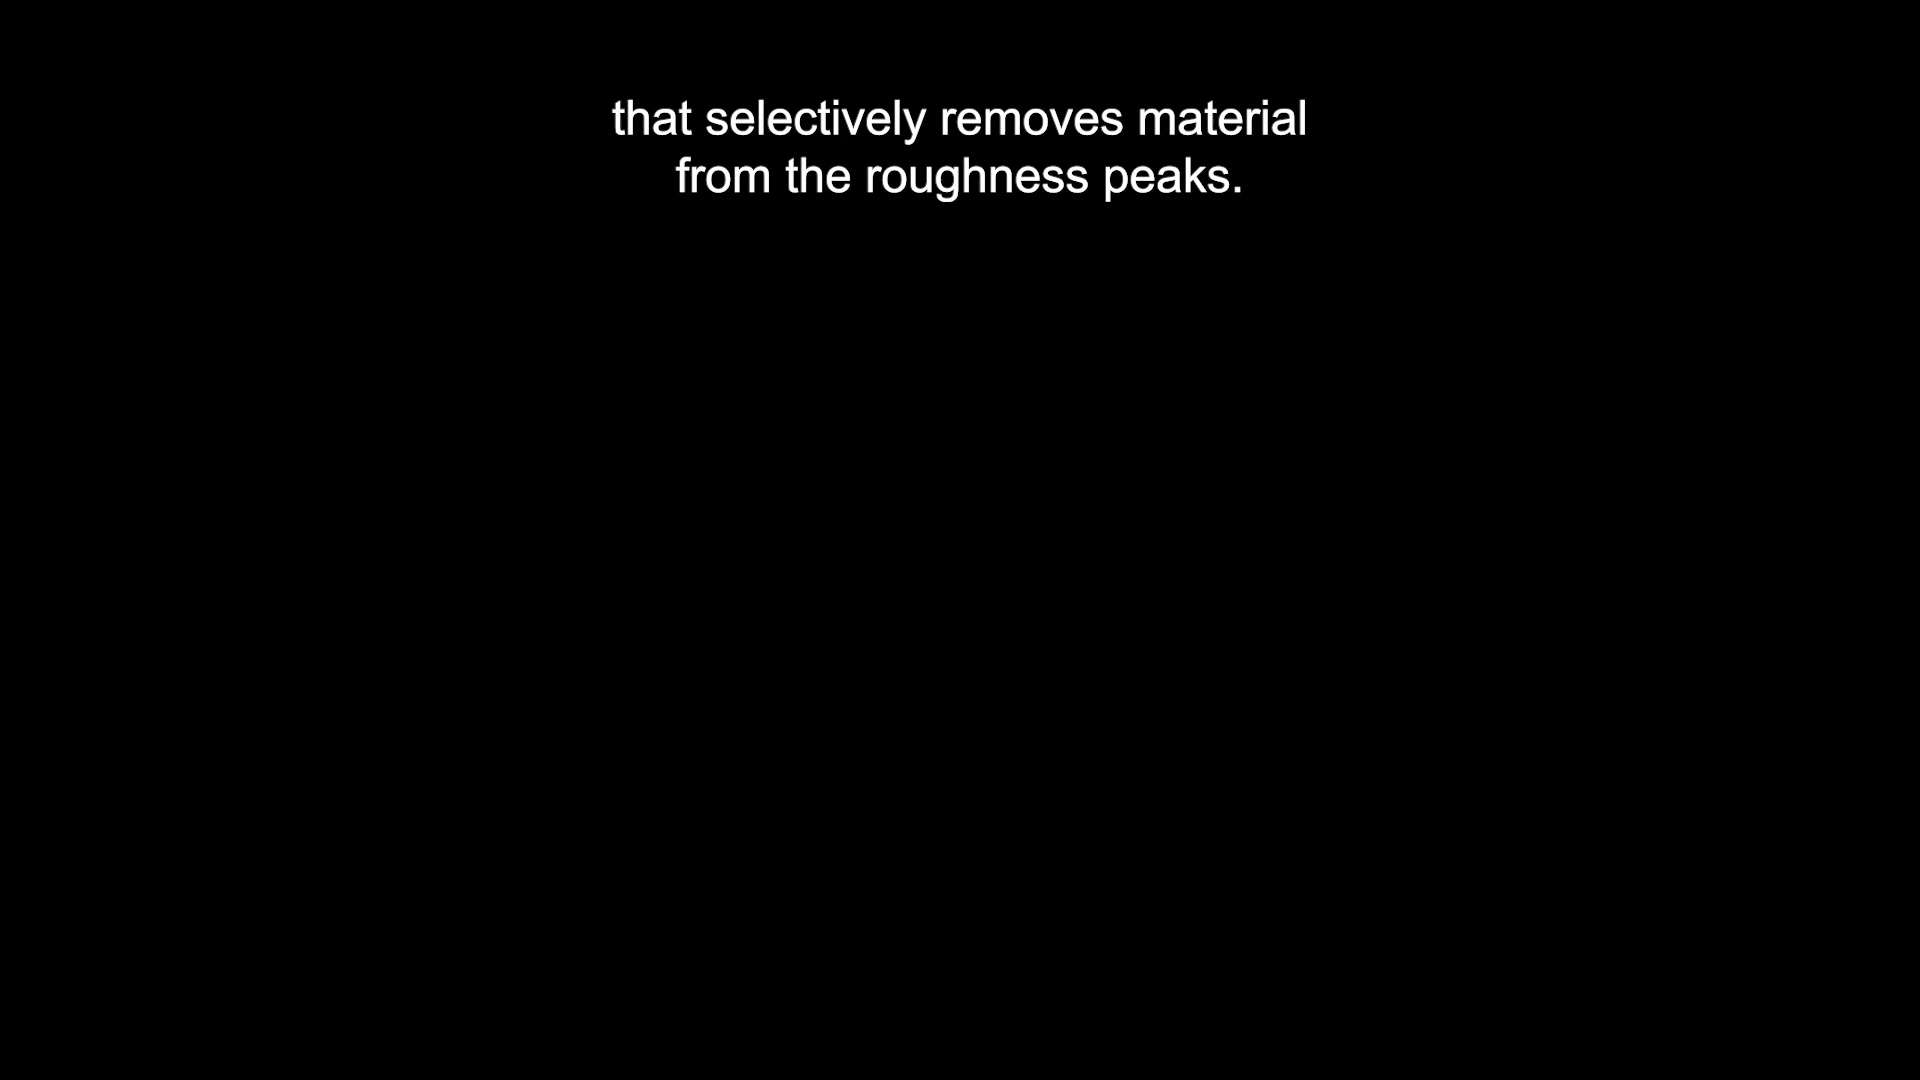 that selectively removes material
from the roughness peaks.